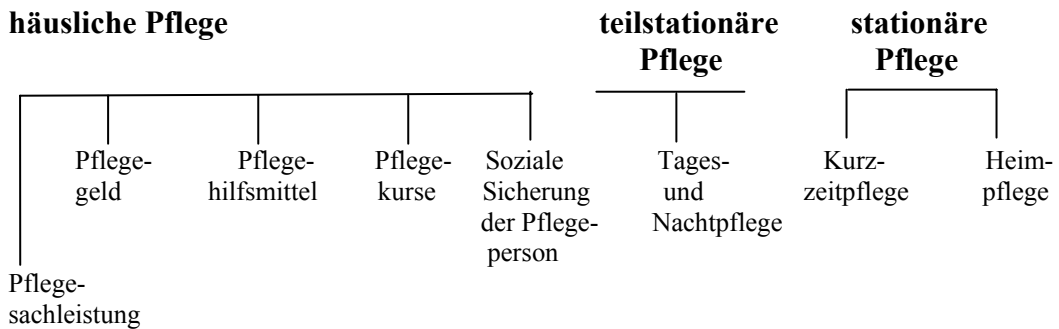 häusliche Pflege
teilstationäre
Pflege
stationäre
Pflege
Pflege-
geld
Pflege-
hilfsmittel
Pflege-
kurse
Soziale
Sicherung
der Pflege-
person
Tages-
und
Nachtpflege
Kurz-
zeitpflege
Heim-
pflege
Pflege-
sachleistung